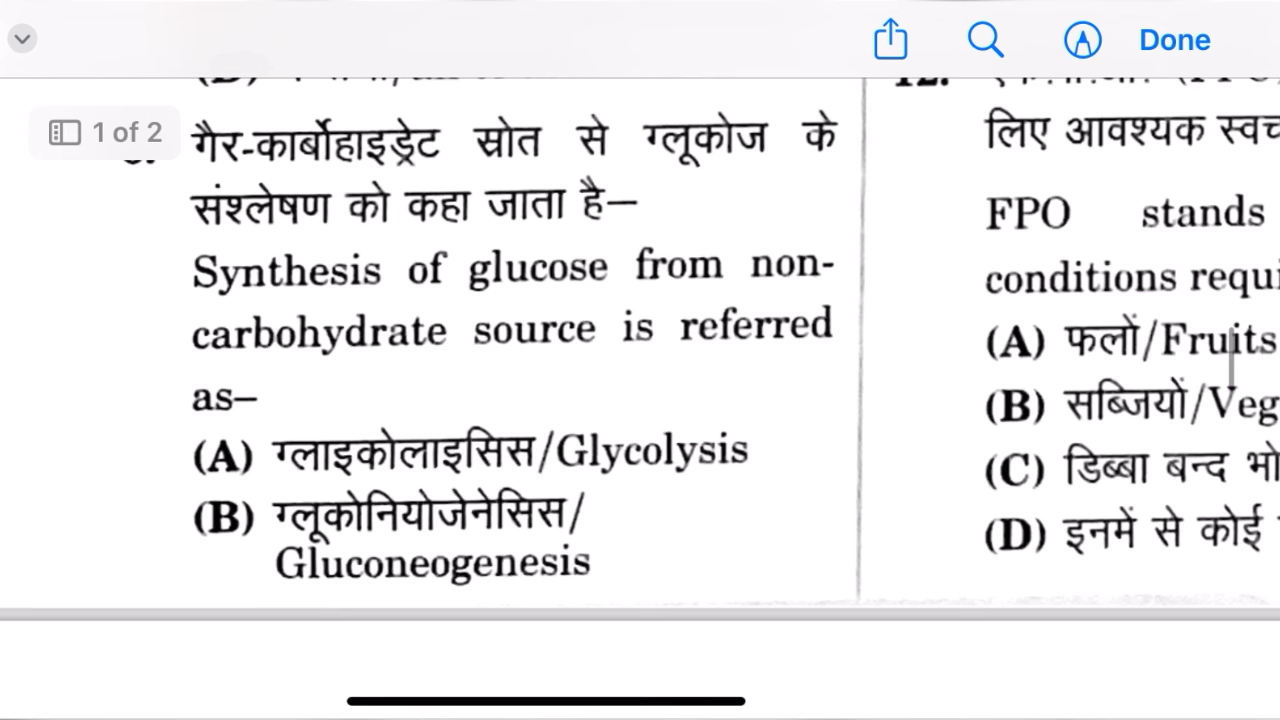 Done
1 of 2
गैर-कार्बोहाइड्रेट स्रोत से ग्लूकोज के
संश्लेषण को कहा जाता है–
Synthesis of glucose from non-
carbohydrate source is referred
as–
(A) ग्लाइकोलाइसिस/Glycolysis
(B) ग्लूकोनियोजेनेसिस/
Gluconeogenesis
12.
लिए आवश्यक
FPO stands
conditions
(A) फलों/Fruits
(B) सब्जियों/
(C) डिब्बा बन्द
(D) इनमें से कोई